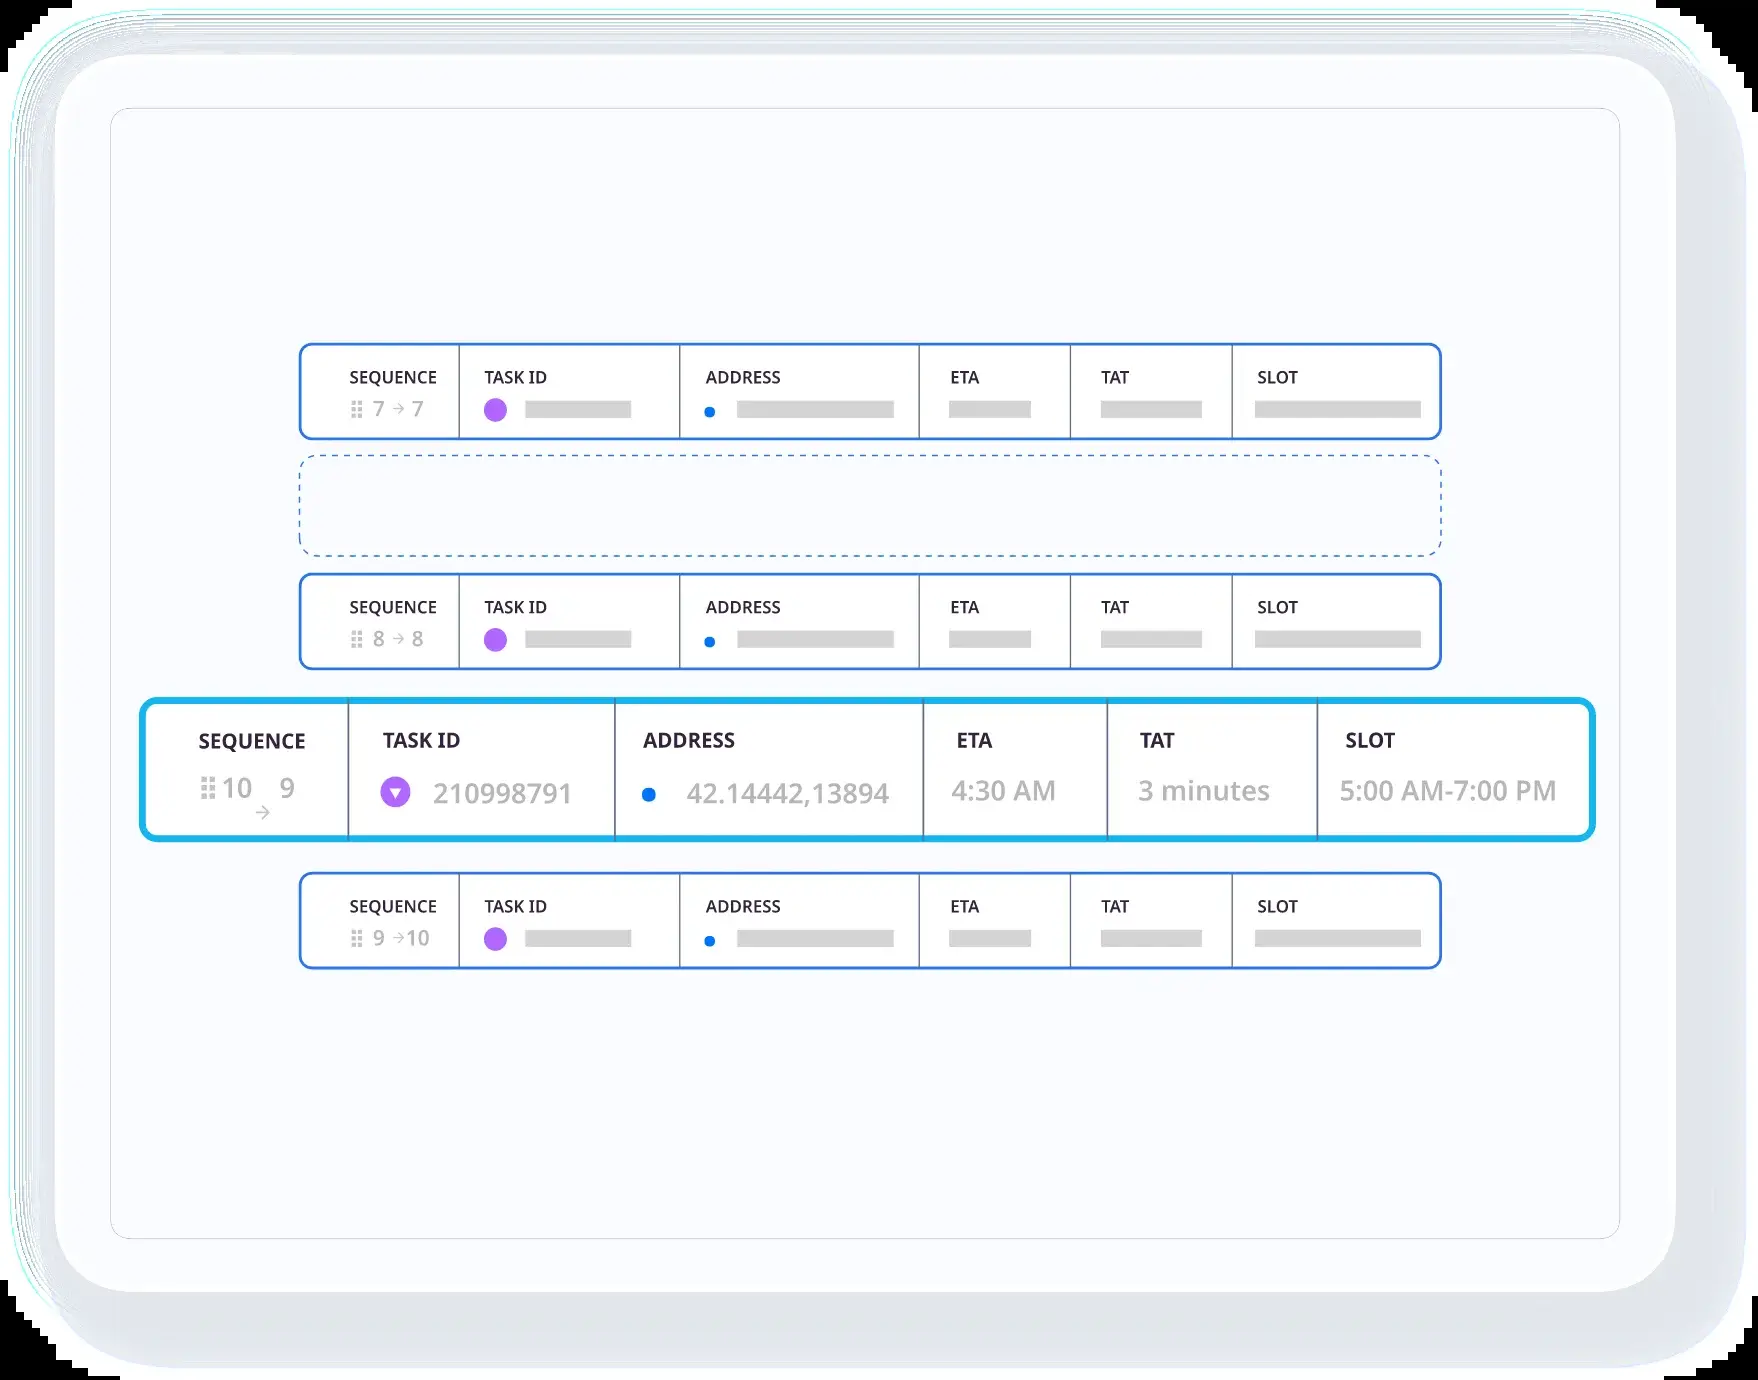 SEQUENCE TASK ID ADDRESS ETA TAT SLOT
7 → 7
SEQUENCE TASK ID ADDRESS ETA TAT SLOT
8 → 8
SEQUENCE TASK ID ADDRESS ETA TAT SLOT
10 → 9 210998791 42.14442,13894 4:30 AM 3 minutes 5:00 AM-7:00 PM
SEQUENCE TASK ID ADDRESS ETA TAT SLOT
9 →10